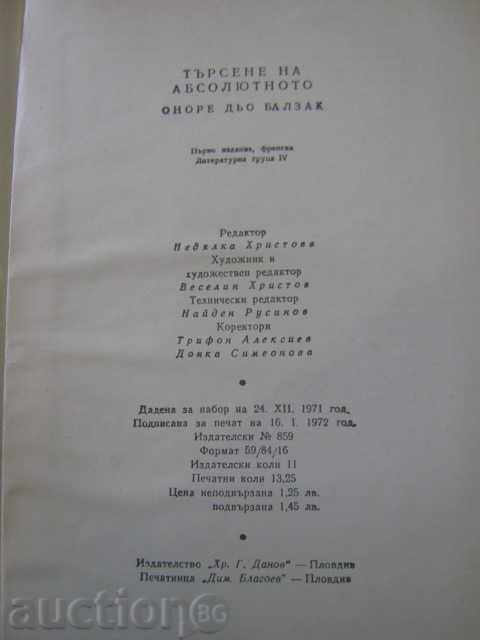 ТЪРСЕНЕ НА
АБСОЛЮТНОТО
ОНОРЕ ДЬО БАЛЗАК
Първо издание, френска
Литературна група IV
Редактор
Недялка Христова
Художник и
художествен редактор
Веселин Христов
Технически редактор
Найден Русинов
Коректори
Трифон Алексиев
Донка Симеонова
Дадена за набор на 24. XII. 1971 год.
Подписана за печат на 16. I. 1972 год.
Издателски № 859
Формат 59/84/16
Издателски коли 11
Печатни коли 13,25
Цена неподвързана 1,25 лв.
подвързана 1,45 лв.
Издателство „Хр. Г. Данов" — Пловдив
Печатница „Дим. Благоев" — Пловдив
auction68G